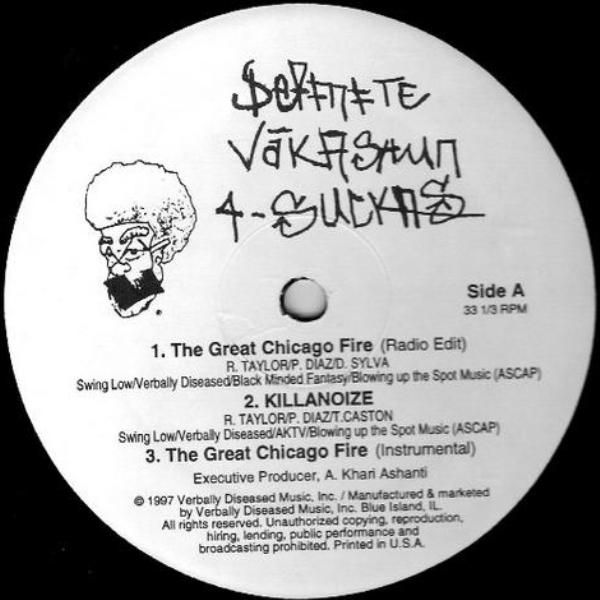 Definite
Vākāshun
4-Suckas
Side A
33 1/3 RPM
1. The Great Chicago Fire (Radio Edit)
R. TAYLOR/P. DIAZ/D. SYLVA
Swing Low/Verbally Diseased/Black Minded Fantasy/Blowing up the Spot Music (ASCAP)
2. KILLANOIZE
R. TAYLOR/P. DIAZ/T.CASTON
Swing Low/Verbally Diseased/AKTV/Blowing up the Spot Music (ASCAP)
3. The Great Chicago Fire (Instrumental)
Executive Producer, A. Khari Ashanti
© 1997 Verbally Diseased Music, Inc. / Manufactured & marketed
by Verbally Diseased Music, Inc. Blue Island, IL.
All rights reserved. Unauthorized copying, reproduction,
hiring, lending, public performance and
broadcasting prohibited. Printed in U.S.A.